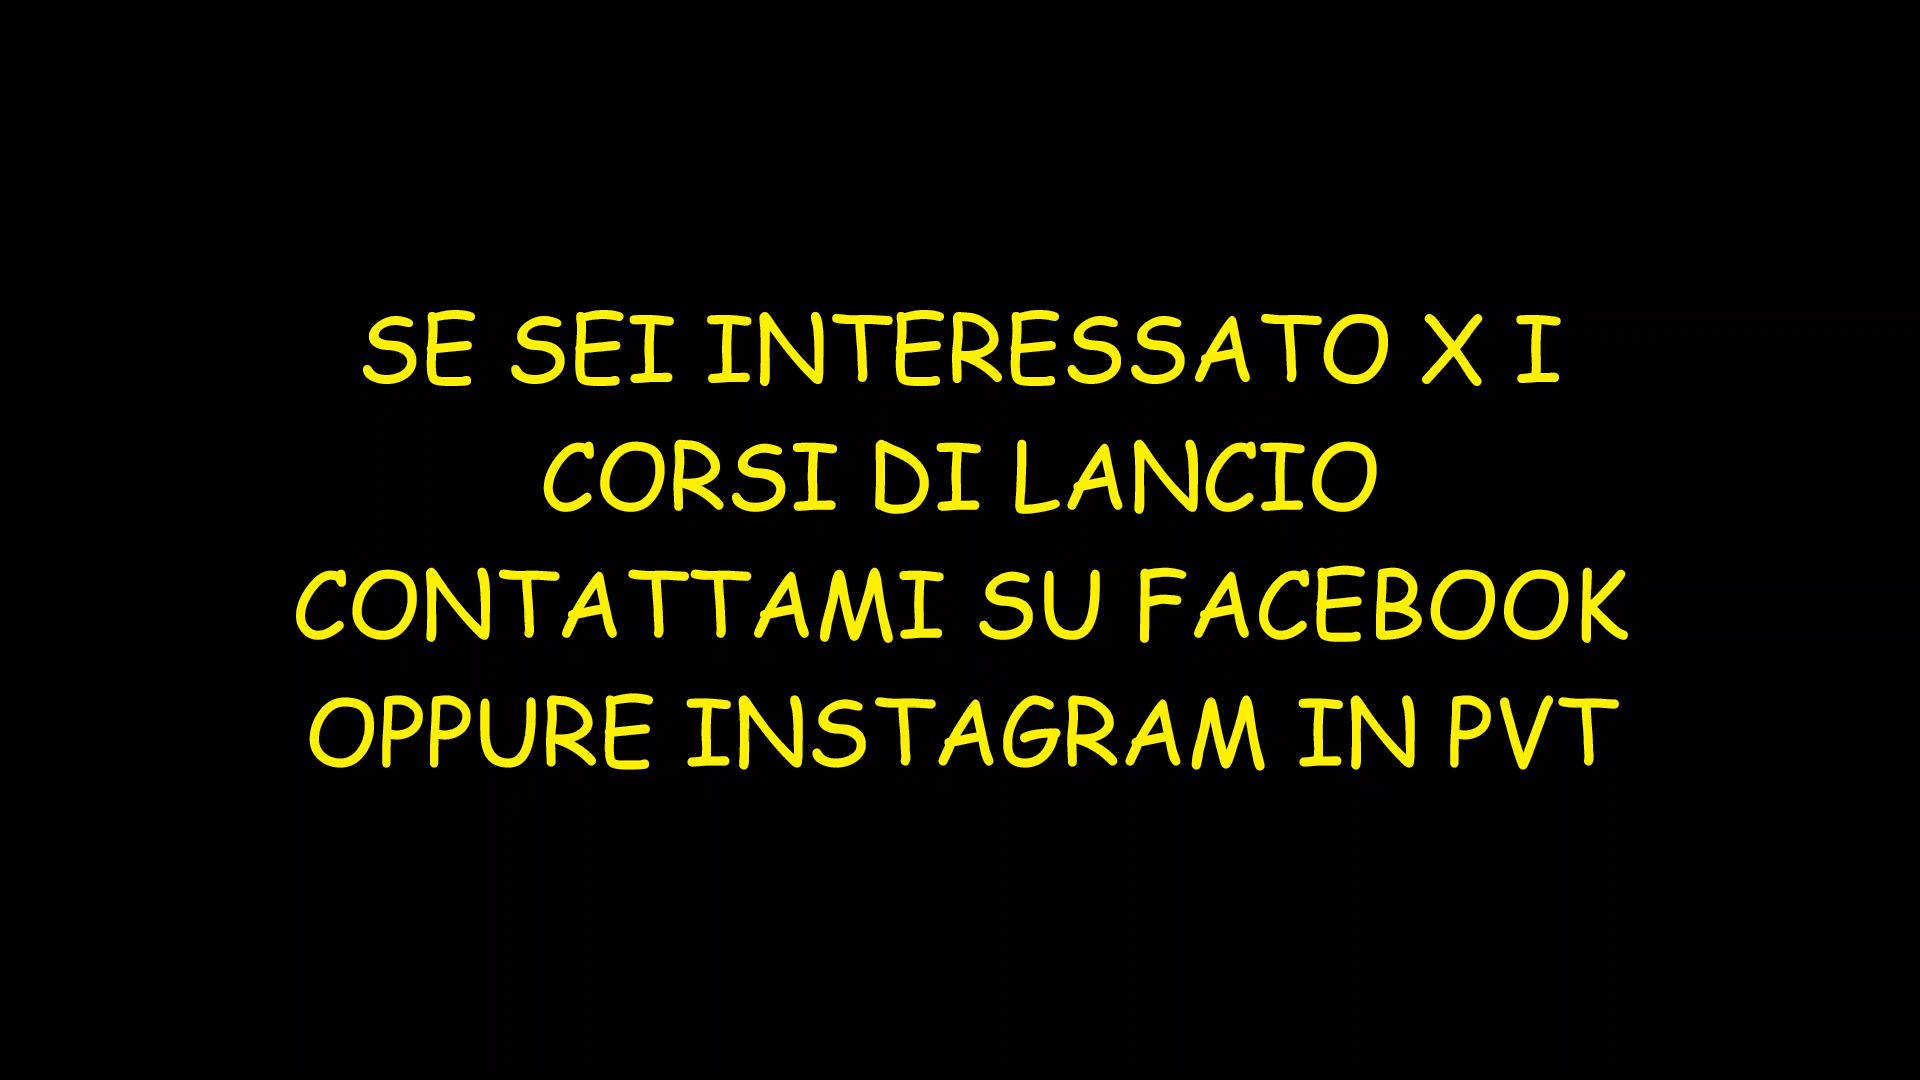 SE SEI INTERESSATO X I
CORSI DI LANCIO
CONTATTAMI SU FACEBOOK
OPPURE INSTAGRAM IN PVT